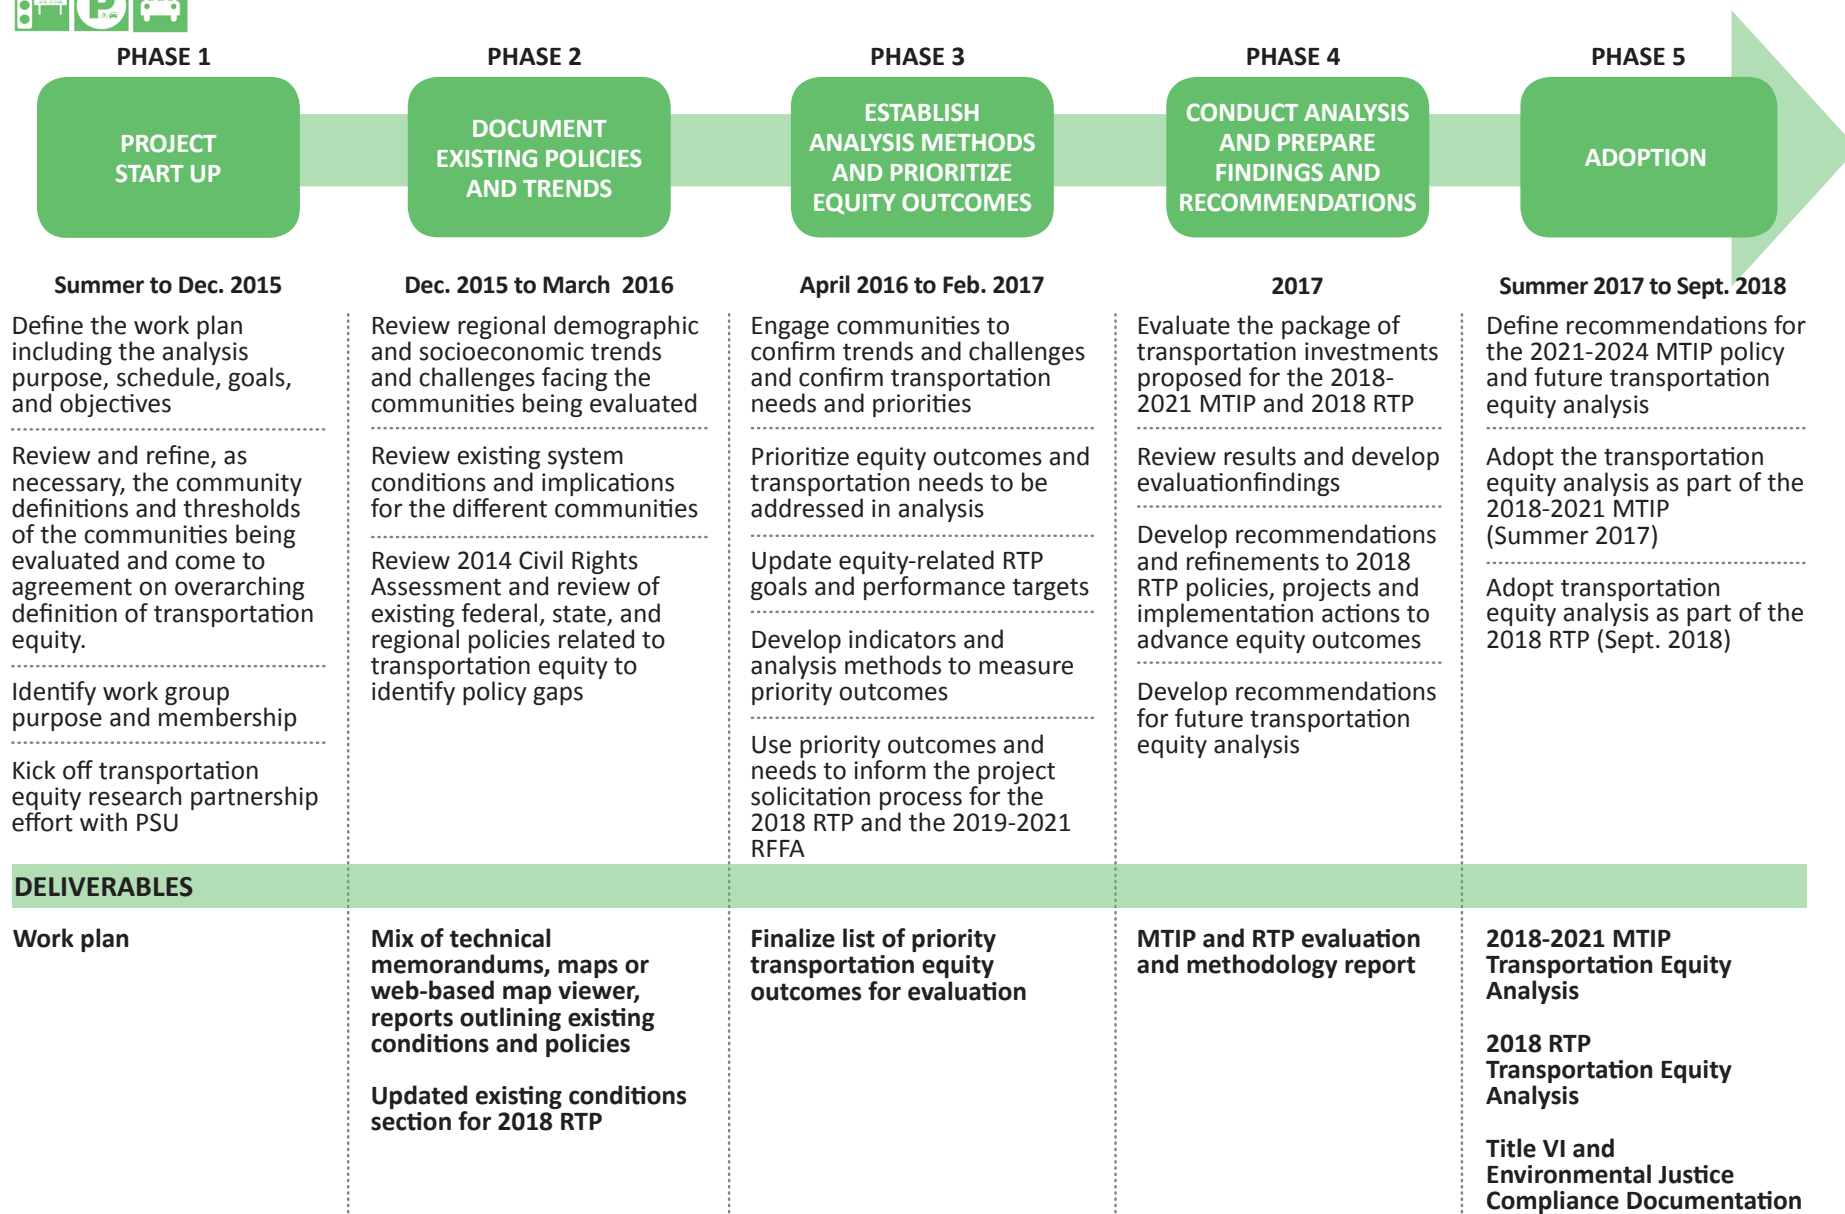 PHASE 1
PROJECT
START UP
Summer to Dec. 2015
Define the work plan
including the analysis
purpose, schedule, goals,
and objectives
Review and refine, as
necessary, the community
definitions and thresholds
of the communities being
evaluated and come to
agreement on overarching
definition of transportation
equity.
Identify work group
purpose and membership
Kick off transportation
equity research partnership
effort with PSU
PHASE 2
DOCUMENT
EXISTING POLICIES
AND TRENDS
Dec. 2015 to March 2016
Review regional demographic
and socioeconomic trends
and challenges facing the
communities being evaluated
Review existing system
conditions and implications
for the different communities
Review 2014 Civil Rights
Assessment and review of
existing federal, state, and
regional policies related to
transportation equity to
identify policy gaps
PHASE 3
ESTABLISH
ANALYSIS METHODS
AND PRIORITIZE
EQUITY OUTCOMES
April 2016 to Feb. 2017
Engage communities to
confirm trends and challenges
and confirm transportation
needs and priorities
Prioritize equity outcomes and
transportation needs to be
addressed in analysis
Update equity-related RTP
goals and performance targets
Develop indicators and
analysis methods to measure
priority outcomes
Use priority outcomes and
needs to inform the project
solicitation process for the
2018 RTP and the 2019-2021
RFFA
PHASE 4
CONDUCT ANALYSIS
AND PREPARE
FINDINGS AND
RECOMMENDATIONS
2017
Evaluate the package of
transportation investments
proposed for the 2018-
2021 MTIP and 2018 RTP
Review results and develop
evaluationfindings
Develop recommendations
and refinements to 2018
RTP policies, projects and
implementation actions to
advance equity outcomes
Develop recommendations
for future transportation
equity analysis
PHASE 5
ADOPTION
Summer 2017 to Sept. 2018
Define recommendations for
the 2021-2024 MTIP policy
and future transportation
equity analysis
Adopt the transportation
equity analysis as part of the
2018-2021 MTIP
(Summer 2017)
Adopt transportation
equity analysis as part of the
2018 RTP (Sept. 2018)
DELIVERABLES
Work plan
Mix of technical
memorandums, maps or
web-based map viewer,
reports outlining existing
conditions and policies
Updated existing conditions
section for 2018 RTP
Finalize list of priority
transportation equity
outcomes for evaluation
MTIP and RTP evaluation
and methodology report
2018-2021 MTIP
Transportation Equity
Analysis
2018 RTP
Transportation Equity
Analysis
Title VI and
Environmental Justice
Compliance Documentation